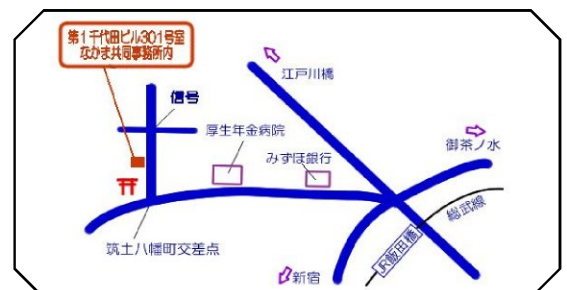 第1千代田ビル301号室
なかま共同事務所内
江戸川橋
信号
厚生年金病院
御茶ノ水
みずほ銀行
総武線
JR飯田橋
筑土八幡町交差点
新宿